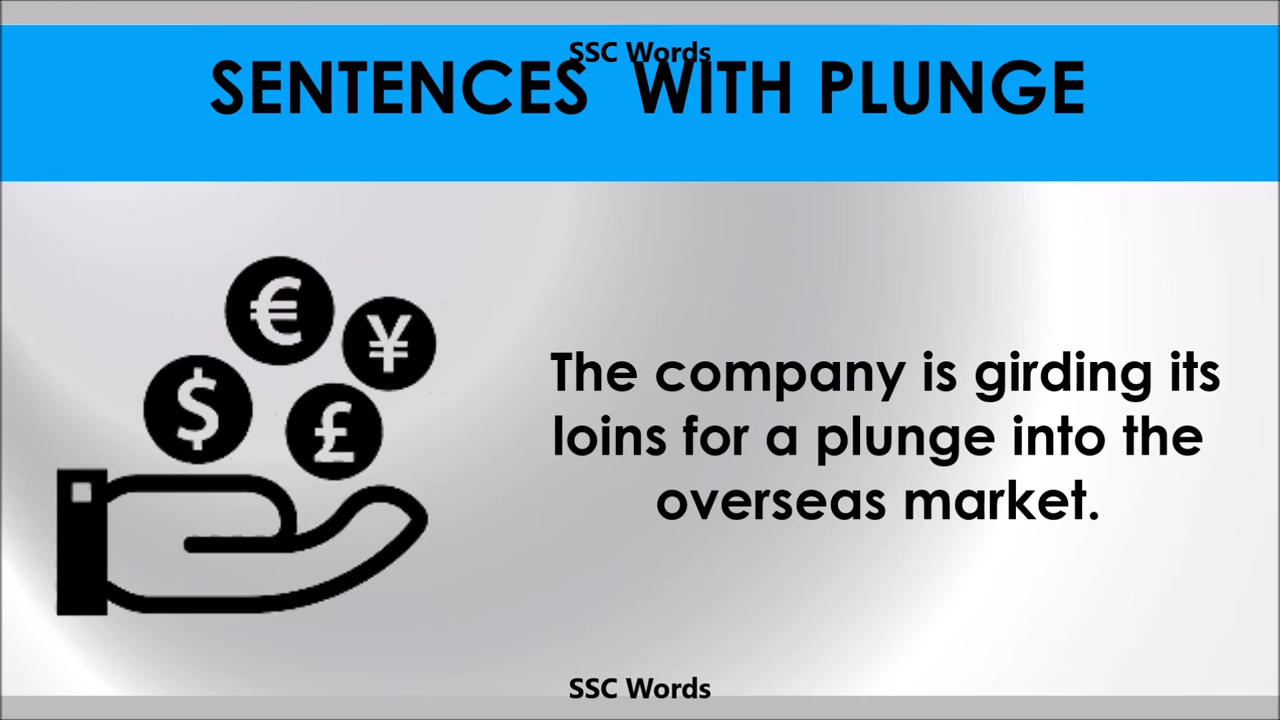 SSC Words
SENTENCES WITH PLUNGE
€
¥
$
£
The company is girding its
loins for a plunge into the
overseas market.
SSC Words